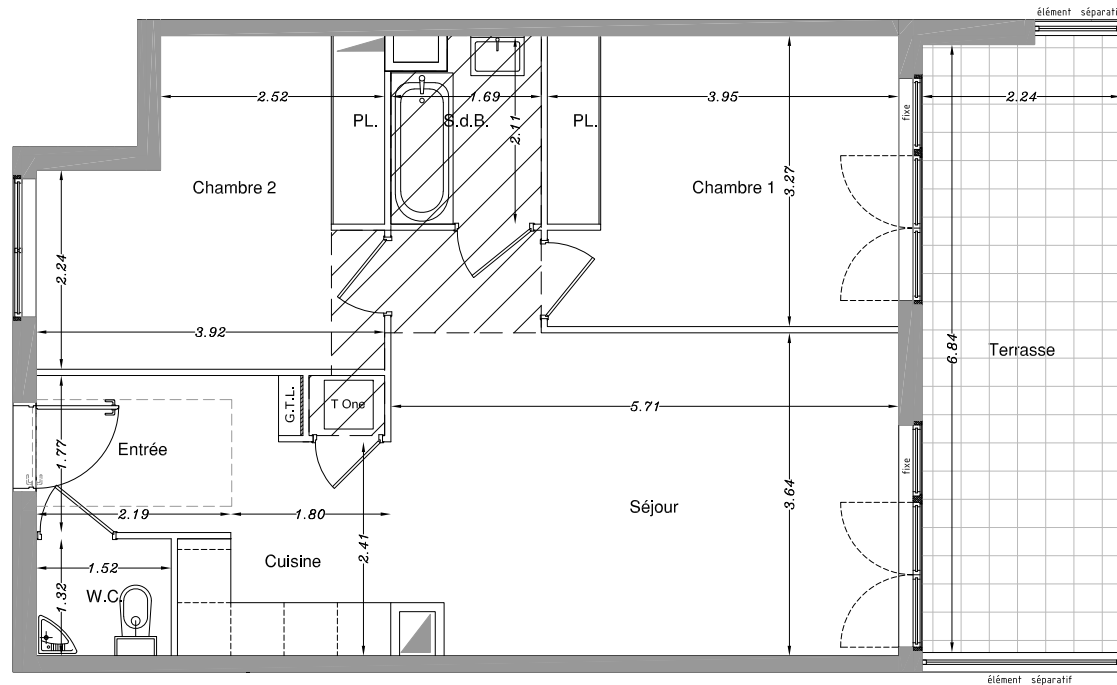 élément séparatif
2.52
1.69
3.95
2.24
fixe
PL.
S.d.B.
2.11
PL.
Chambre 2
Chambre 1
3.27
2.24
3.92
6.84
Terrasse
G.T.L.
T One
5.71
Entrée
1.77
fixe
3.64
Séjour
2.19
1.80
2.41
Cuisine
1.52
1.32
W.C.
élément séparatif